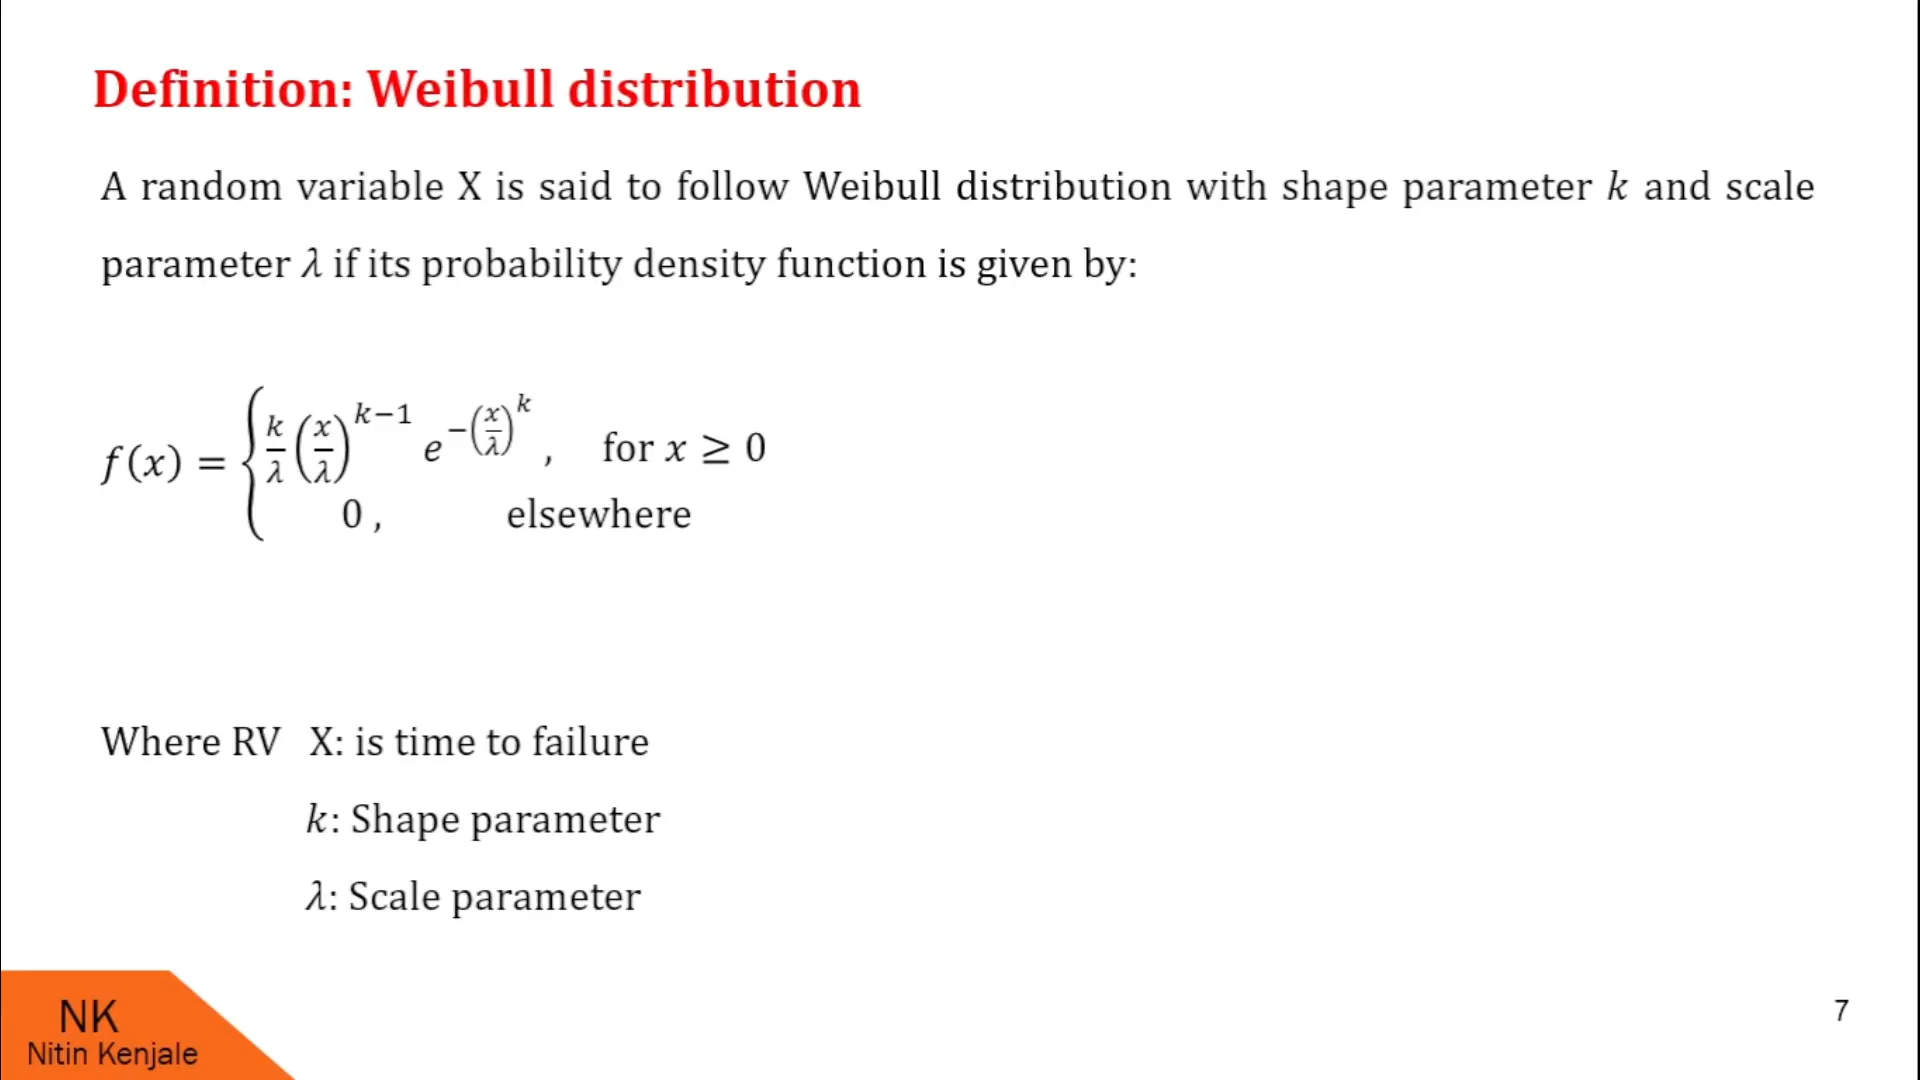 Definition: Weibull distribution
A random variable X is said to follow Weibull distribution with shape parameter k and scale
parameter λ if its probability density function is given by:
f(x) = { k/λ (x/λ)^(k−1) e^(−(x/λ)^k) , for x ≥ 0
0 , elsewhere
Where RV X: is time to failure
k: Shape parameter
λ: Scale parameter
NK
Nitin Kenjale
7